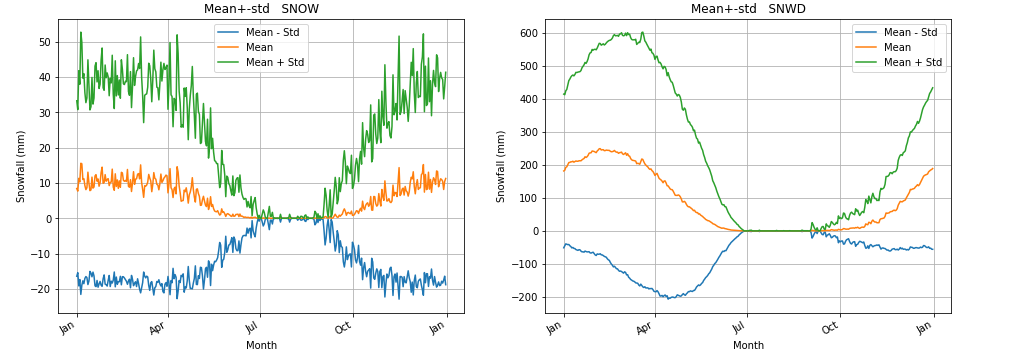 Mean+-std   SNOW
Mean - Std
Mean
Mean + Std
Snowfall (mm)
50
40
30
20
10
0
−10
−20
Jan
Apr
Jul
Oct
Jan
Month
Mean+-std   SNWD
Mean - Std
Mean
Mean + Std
Snowfall (mm)
600
500
400
300
200
100
0
−100
−200
Jan
Apr
Jul
Oct
Jan
Month